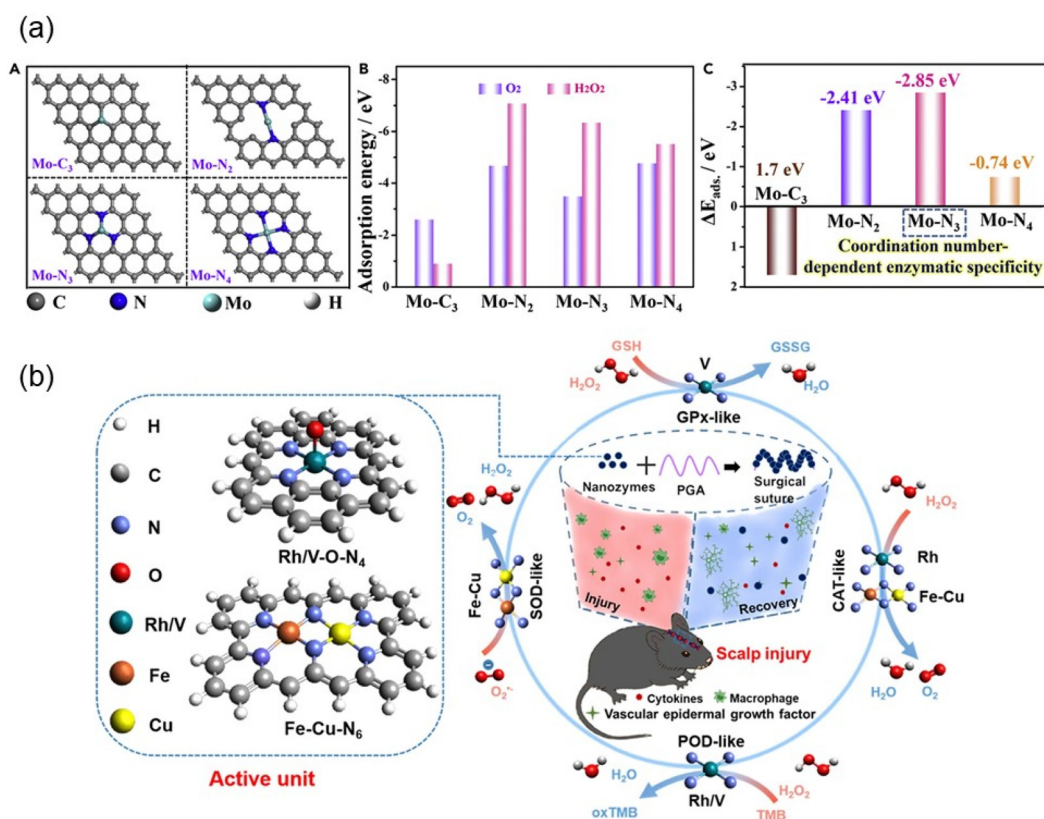 (a)
A
Mo-C3
Mo-N2
Mo-N3
Mo-N4
C
N
Mo
H
B
Adsorption energy / eV
-8
-6
-4
-2
0
O2
H2O2
Mo-C3
Mo-N2
Mo-N3
Mo-N4
C
ΔEads. / eV
-3
-2
-1
0
1
2
1.7 eV
Mo-C3
-2.41 eV
Mo-N2
-2.85 eV
Mo-N3
-0.74 eV
Mo-N4
Coordination number-
dependent enzymatic specificity
(b)
H
C
N
O
Rh/V
Fe
Cu
Rh/V-O-N4
Fe-Cu-N6
Active unit
GSH
H2O2
V
GPx-like
GSSG
H2O
Nanozymes
PGA
Surgical
suture
Injury
Recovery
Scalp injury
Cytokines
Macrophage
Vascular epidermal growth factor
H2O2
O2
Fe-Cu
SOD-like
O2•-
H2O2
CAT-like
Rh
Fe-Cu
H2O
O2
POD-like
Rh/V
H2O
oxTMB
H2O2
TMB